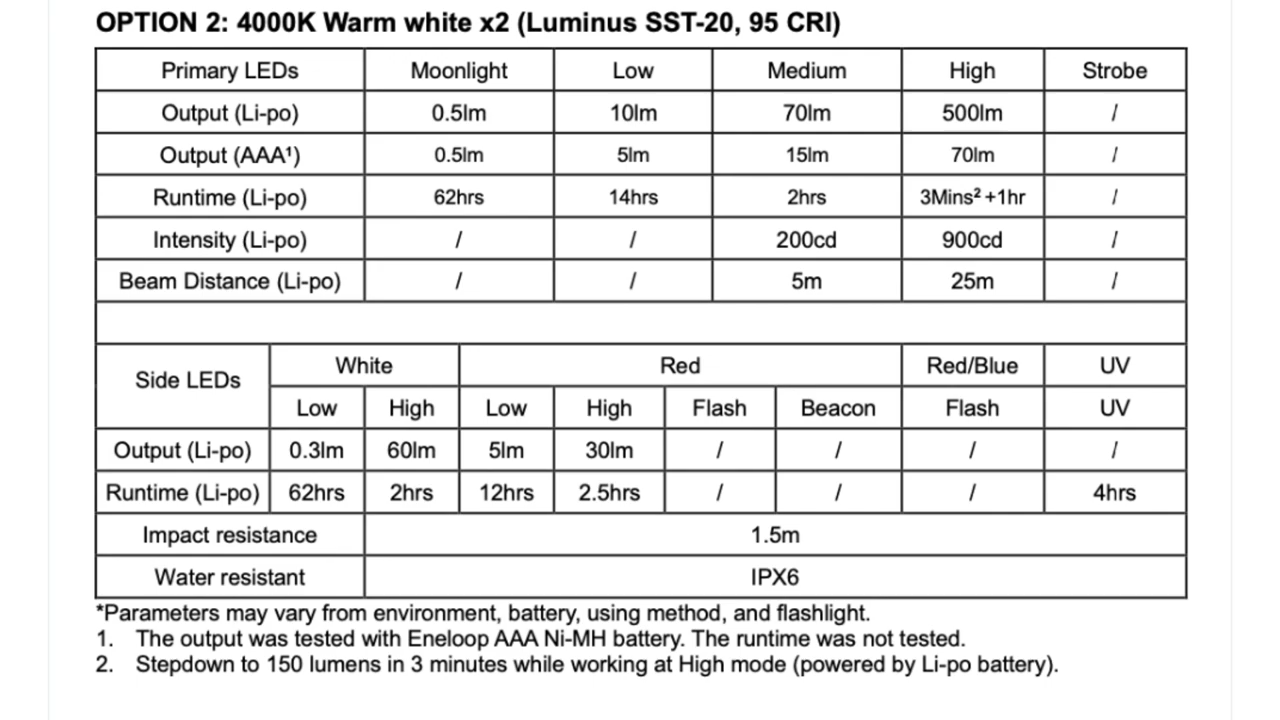 OPTION 2: 4000K Warm white x2 (Luminus SST-20, 95 CRI)
Primary LEDs Moonlight Low Medium High Strobe
Output (Li-po) 0.5lm 10lm 70lm 500lm /
Output (AAA¹) 0.5lm 5lm 15lm 70lm /
Runtime (Li-po) 62hrs 14hrs 2hrs 3Mins² +1hr /
Intensity (Li-po) / / 200cd 900cd /
Beam Distance (Li-po) / / 5m 25m /
Side LEDs White Red Red/Blue UV
Low High Low High Flash Beacon Flash UV
Output (Li-po) 0.3lm 60lm 5lm 30lm / / / /
Runtime (Li-po) 62hrs 2hrs 12hrs 2.5hrs / / / 4hrs
Impact resistance 1.5m
Water resistant IPX6
*Parameters may vary from environment, battery, using method, and flashlight.
1. The output was tested with Eneloop AAA Ni-MH battery. The runtime was not tested.
2. Stepdown to 150 lumens in 3 minutes while working at High mode (powered by Li-po battery).